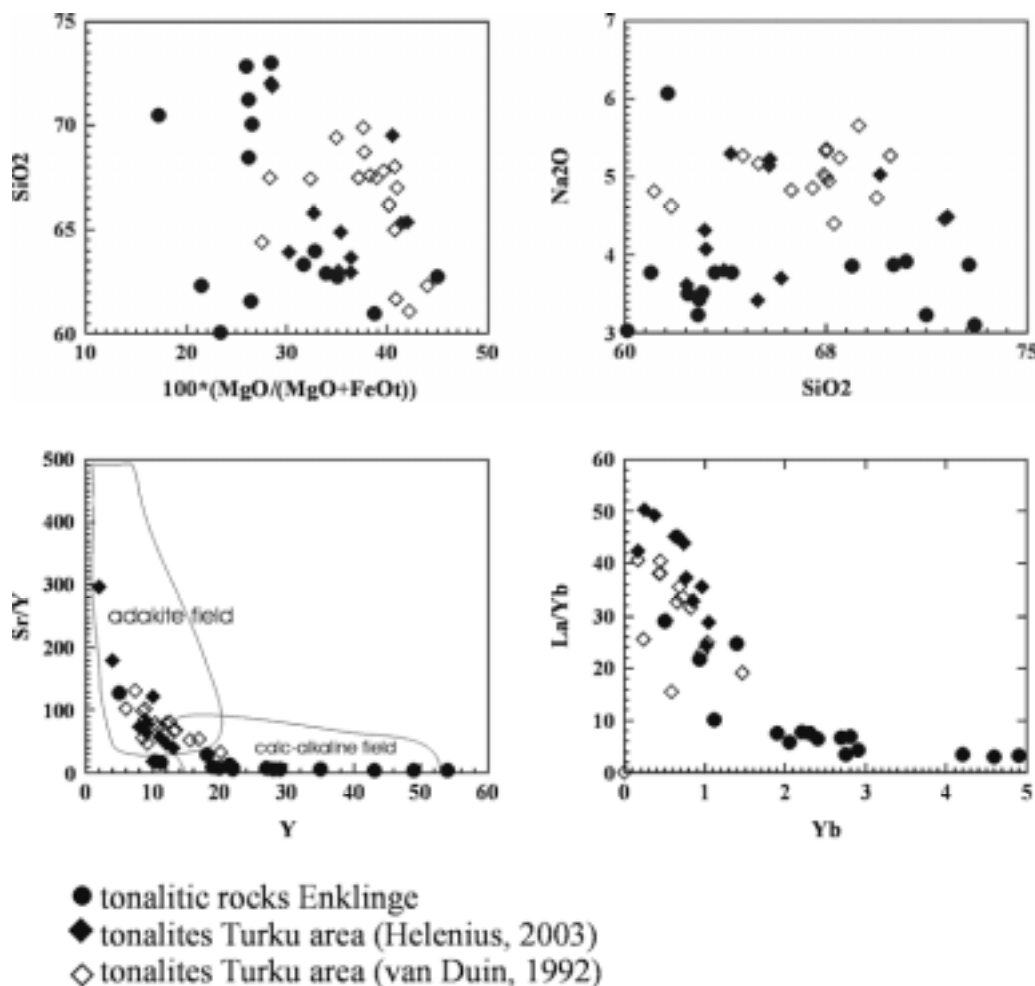 75
70
65
60
SiO2
10 20 30 40 50
100*(MgO/(MgO+FeOt))
7
6
5
4
3
Na2O
60 68 75
SiO2
500
400
300
200
100
0
Sr/Y
adakite field
calc-alkaline field
0 10 20 30 40 50 60
Y
60
50
40
30
20
10
0
La/Yb
0 1 2 3 4 5
Yb
tonalitic rocks Enklinge
tonalites Turku area (Helenius, 2003)
tonalites Turku area (van Duin, 1992)